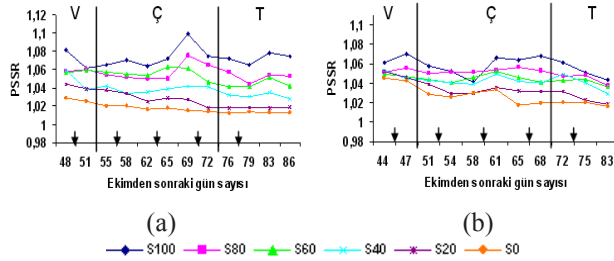 V Ç T
PSSR
1,12
1,1
1,08
1,06
1,04
1,02
1
0,98
48 51 55 58 62 65 69 70 76 79 83 86
Ekimden sonraki gün sayısı
(a)
V Ç T
PSSR
1,1
1,08
1,06
1,04
1,02
1
0,98
44 47 51 54 58 61 65 68 72 75 83
Ekimden sonraki gün sayısı
(b)
S100 S80 S60 S40 S20 S0